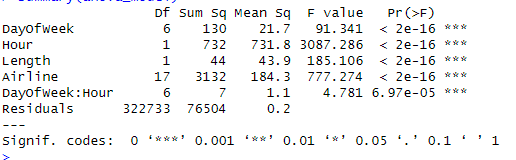 > summary(anova_model)
Df Sum Sq Mean Sq F value Pr(>F)
DayOfWeek 6 130 21.7 91.341 < 2e-16 ***
Hour 1 732 731.8 3087.286 < 2e-16 ***
Length 1 44 43.9 185.106 < 2e-16 ***
Airline 17 3132 184.3 777.274 < 2e-16 ***
DayOfWeek:Hour 6 7 1.1 4.781 6.97e-05 ***
Residuals 322733 76504 0.2
---
Signif. codes: 0 ‘***’ 0.001 ‘**’ 0.01 ‘*’ 0.05 ‘.’ 0.1 ‘ ’ 1
>